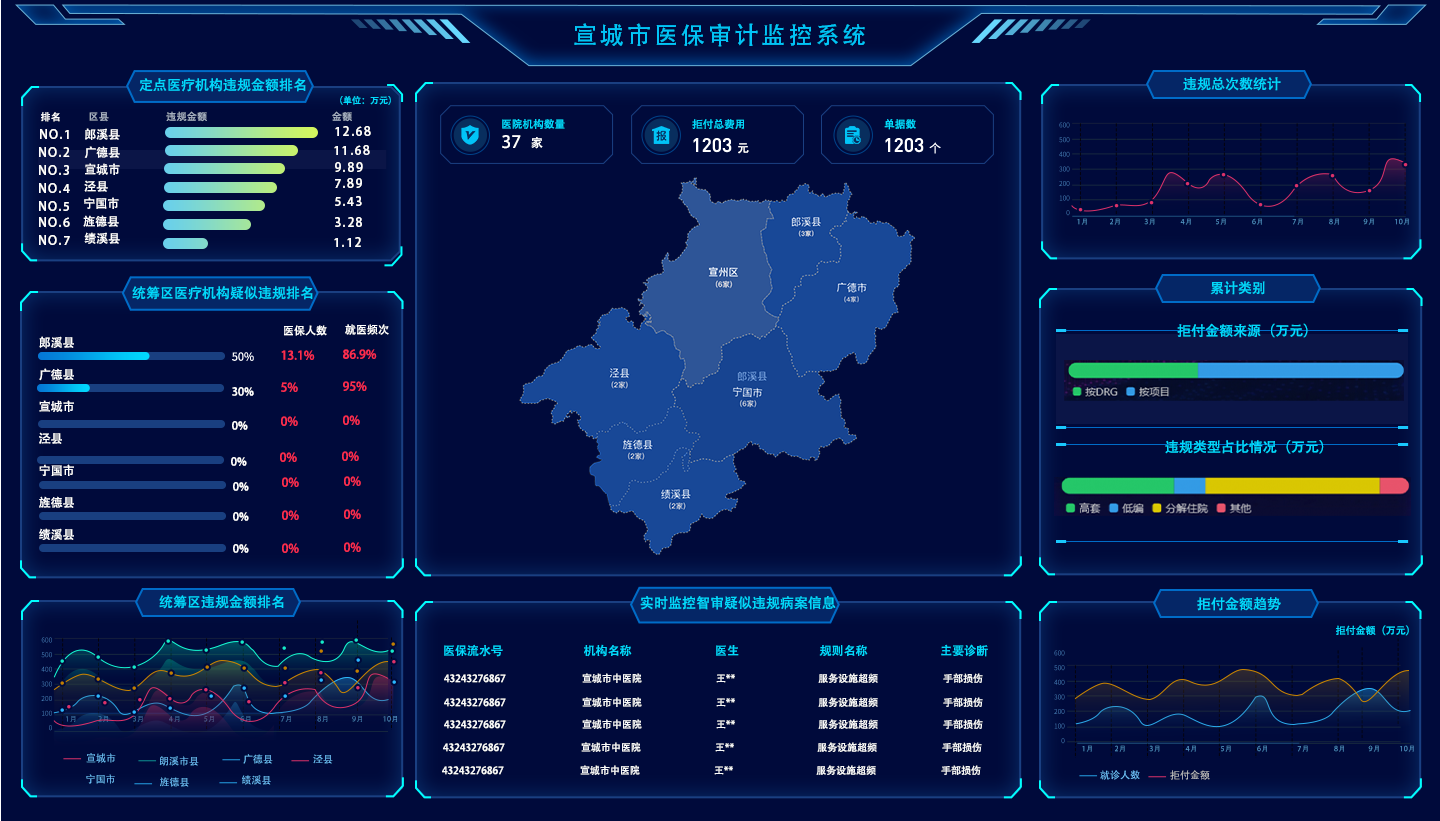 宣城市医保审计监控系统
定点医疗机构违规金额排名
（单位：万元）
排名 区县 违规金额 金额
NO.1 郎溪县 12.68
NO.2 广德县 11.68
NO.3 宣城市 9.89
NO.4 泾县 7.89
NO.5 宁国市 5.43
NO.6 旌德县 3.28
NO.7 绩溪县 1.12
统筹区医疗机构疑似违规排名
医保人数 就医频次
郎溪县
50% 13.1% 86.9%
广德县
30% 5% 95%
宣城市
0% 0% 0%
泾县
0% 0% 0%
宁国市
0% 0% 0%
旌德县
0% 0% 0%
绩溪县
0% 0% 0%
统筹区违规金额排名
600
500
400
300
200
100
0
1月 2月 3月 4月 5月 6月 7月 8月 9月 10月
宣城市 朗溪市县 广德县 泾县
宁国市 旌德县 绩溪县
医院机构数量
37 家
报
拒付总费用
1203 元
单据数
1203 个
郎溪县
(3家)
宣州区
(6家)
广德市
(4家)
泾县
(2家)
郎溪县
宁国市
(6家)
旌德县
(2家)
绩溪县
(2家)
实时监控智审疑似违规病案信息
医保流水号 机构名称 医生 规则名称 主要诊断
43243276867 宣城市中医院 王** 服务设施超频 手部损伤
43243276867 宣城市中医院 王** 服务设施超频 手部损伤
43243276867 宣城市中医院 王** 服务设施超频 手部损伤
43243276867 宣城市中医院 王** 服务设施超频 手部损伤
43243276867 宣城市中医院 王** 服务设施超频 手部损伤
违规总次数统计
600
500
400
300
200
100
0
1月 2月 3月 4月 5月 6月 7月 8月 9月 10月
累计类别
拒付金额来源（万元）
按DRG 按项目
违规类型占比情况（万元）
高套 低编 分解住院 其他
拒付金额趋势
拒付金额（万元）
600
500
400
300
200
100
0
1月 2月 3月 4月 5月 6月 7月 8月 9月 10月
就诊人数 拒付金额